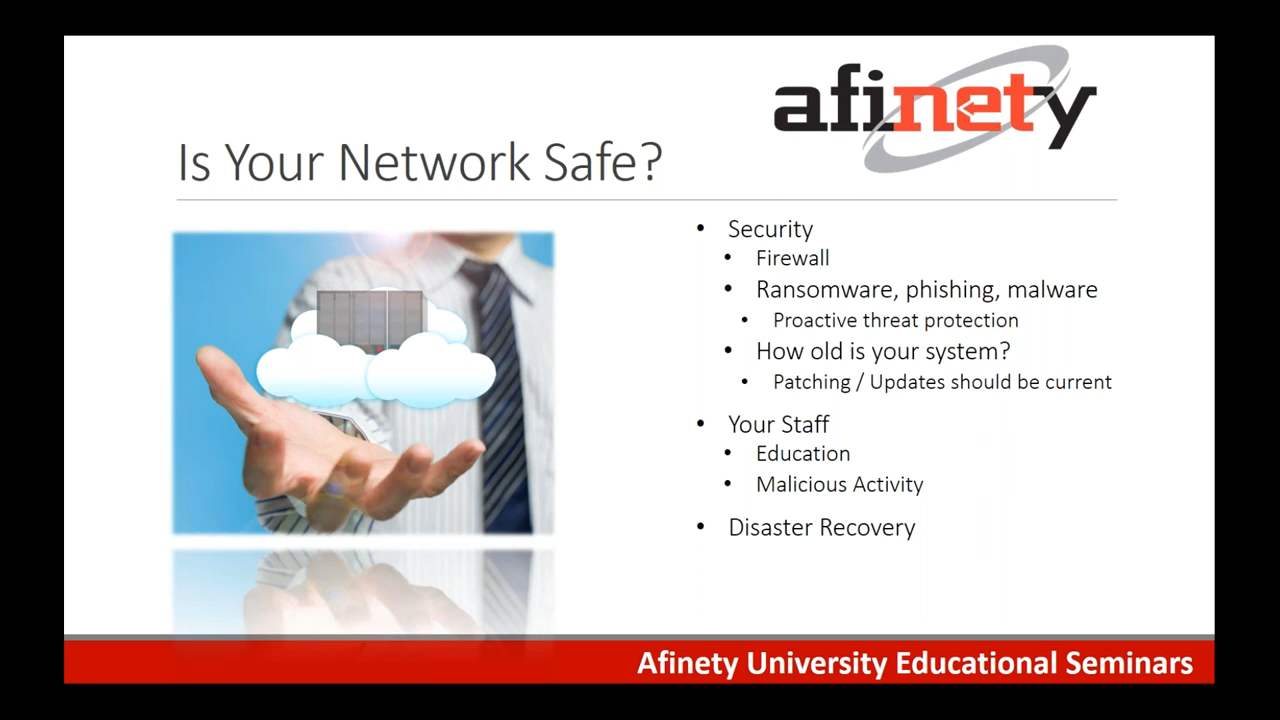 afinety
Is Your Network Safe?
• Security
• Firewall
• Ransomware, phishing, malware
• Proactive threat protection
• How old is your system?
• Patching / Updates should be current
• Your Staff
• Education
• Malicious Activity
• Disaster Recovery
Afinety University Educational Seminars